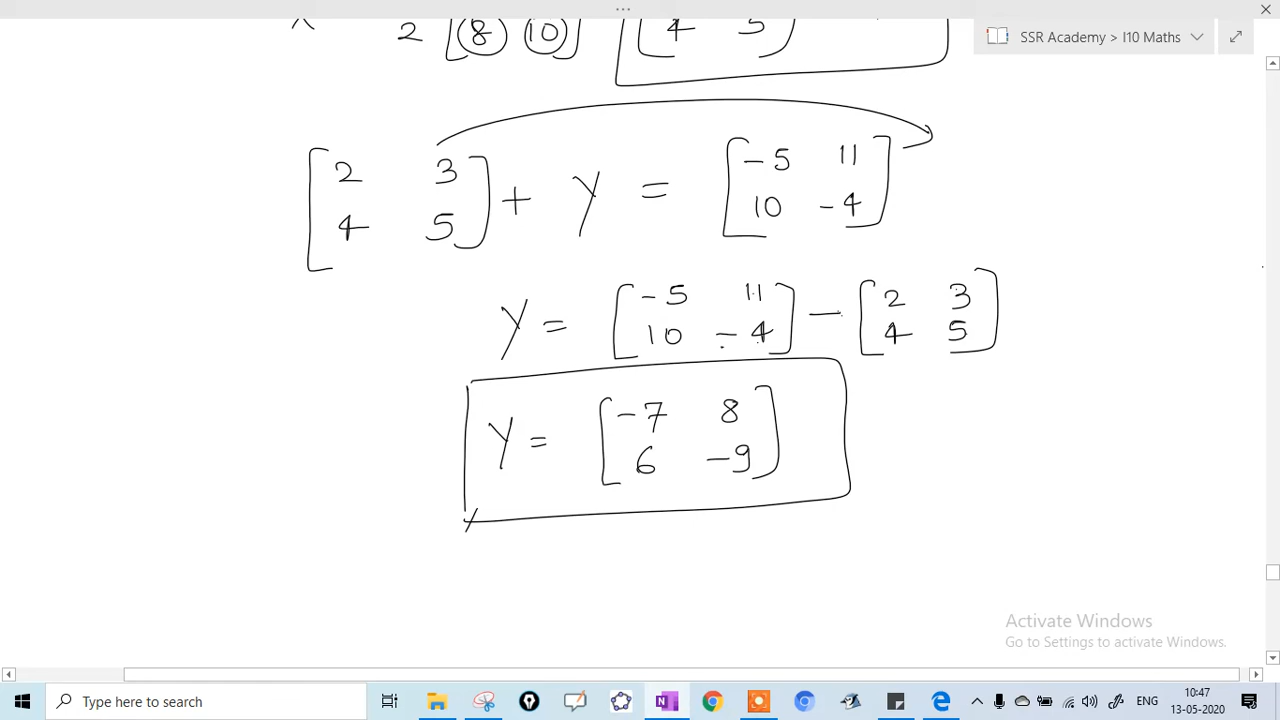 SSR Academy > I10 Maths
2 [8 10] (4 5)
[2 3] + y = [-5 11]
[4 5] [10 -4]
y = [-5 11] - [2 3]
[10 -4] [4 5]
y = [-7 8]
[6 -9]
Activate Windows
Go to Settings to activate Windows.
Type here to search
ENG
10:47
13-05-2020